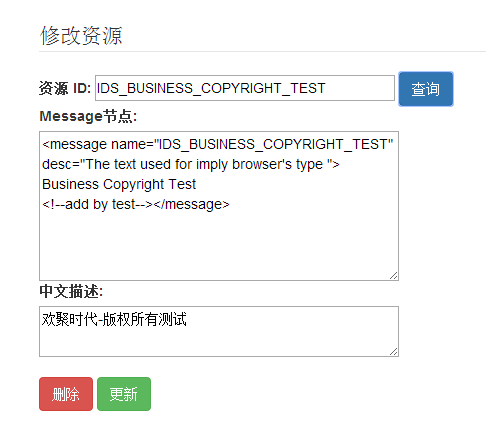 修改资源
资源 ID: IDS_BUSINESS_COPYRIGHT_TEST 查询
Message节点:
<message name="IDS_BUSINESS_COPYRIGHT_TEST"
desc="The text used for imply browser's type ">
Business Copyright Test
<!--add by test--></message>
中文描述:
欢聚时代-版权所有测试
删除 更新